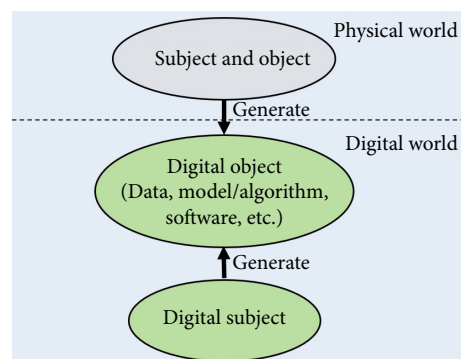 Physical world
Subject and object
Generate
Digital world
Digital object
(Data, model/algorithm,
software, etc.)
Generate
Digital subject